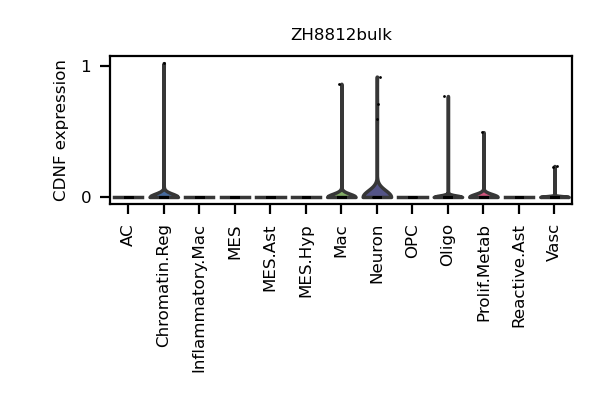 ZH8812bulk
CDNF expression
1
0
AC
Chromatin.Reg
Inflammatory.Mac
MES
MES.Ast
MES.Hyp
Mac
Neuron
OPC
Oligo
Prolif.Metab
Reactive.Ast
Vasc